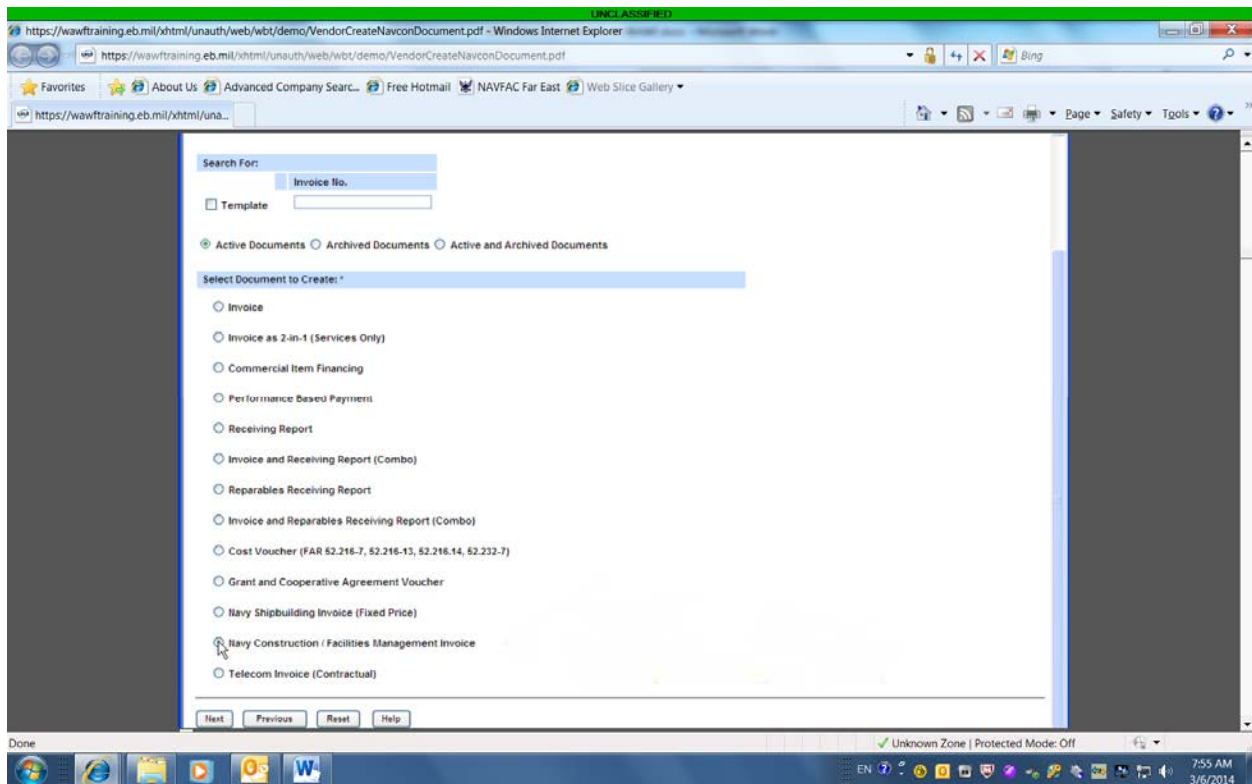 UNCLASSIFIED
https://wawftraining.eb.mil/xhtml/unauth/web/wbt/demo/VendorCreateNavconDocument.pdf - Windows Internet Explorer
https://wawftraining.eb.mil/xhtml/unauth/web/wbt/demo/VendorCreateNavconDocument.pdf
Bing
Favorites About Us Advanced Company Searc... Free Hotmail NAVFAC Far East Web Slice Gallery
https://wawftraining.eb.mil/xhtml/una...
Page Safety Tools
Search For:
Invoice No.
Template
Active Documents Archived Documents Active and Archived Documents
Select Document to Create: *
Invoice
Invoice as 2-in-1 (Services Only)
Commercial Item Financing
Performance Based Payment
Receiving Report
Invoice and Receiving Report (Combo)
Reparables Receiving Report
Invoice and Reparables Receiving Report (Combo)
Cost Voucher (FAR 52.216-7, 52.216-13, 52.216.14, 52.232-7)
Grant and Cooperative Agreement Voucher
Navy Shipbuilding Invoice (Fixed Price)
Navy Construction / Facilities Management Invoice
Telecom Invoice (Contractual)
Next Previous Reset Help
Done
Unknown Zone | Protected Mode: Off
EN
7:55 AM
3/6/2014